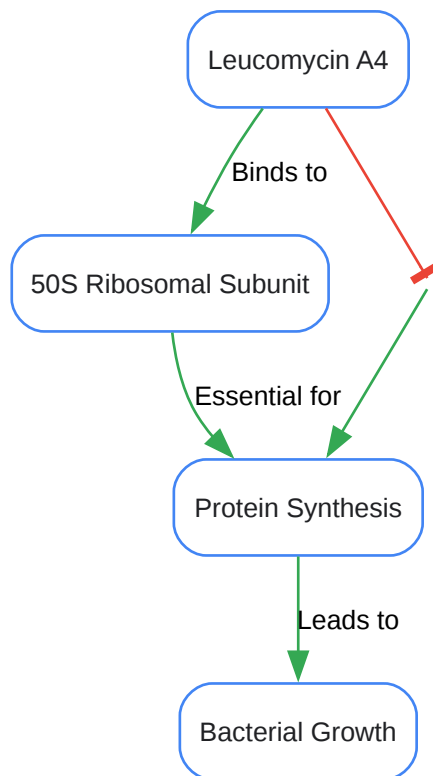 Leucomycin A4
Binds to
50S Ribosomal Subunit
Essential for
Protein Synthesis
Leads to
Bacterial Growth